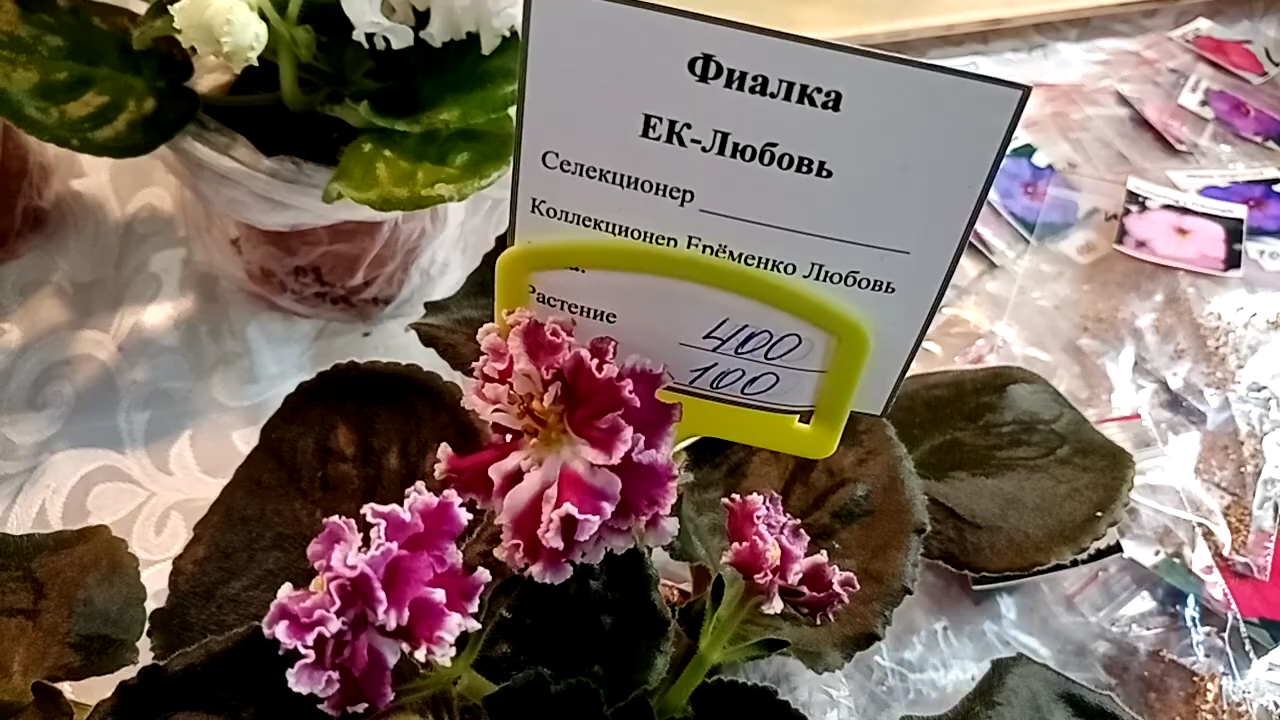 Фиалка
ЕК-Любовь
Селекционер
Коллекционер Ерёменко Любовь
Растение 400
100